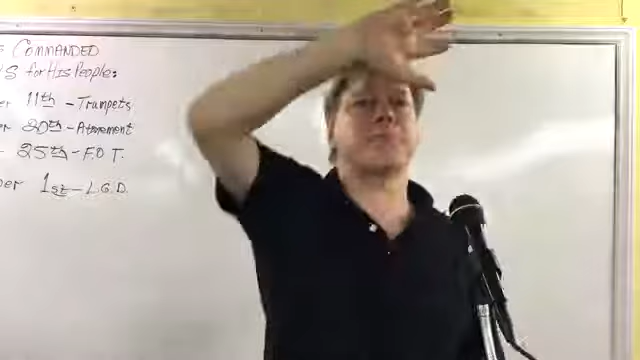 COMMANDED
for His People:
11th - Trumpets
20th - Atonement
25th - F.O.T.
1st - L.G.D.